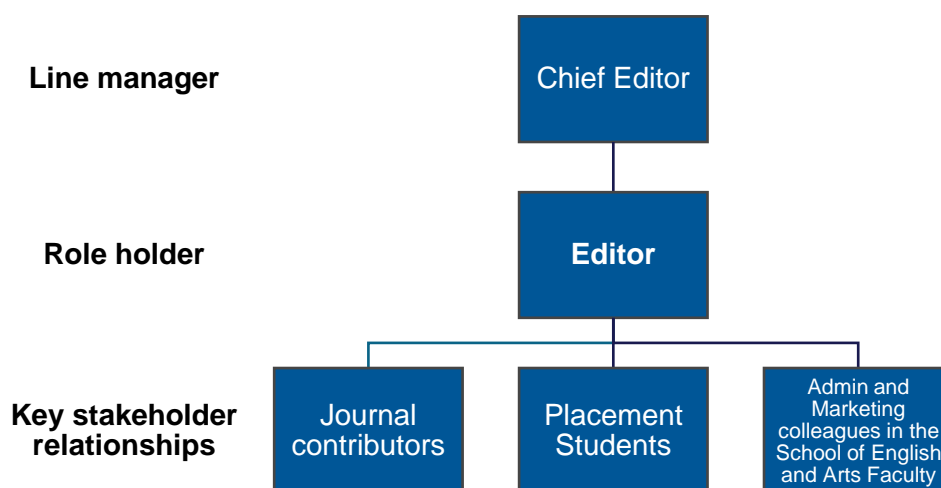 Line manager
Chief Editor
Role holder
Editor
Key stakeholder
relationships
Journal
contributors
Placement
Students
Admin and
Marketing
colleagues in the
School of English
and Arts Faculty